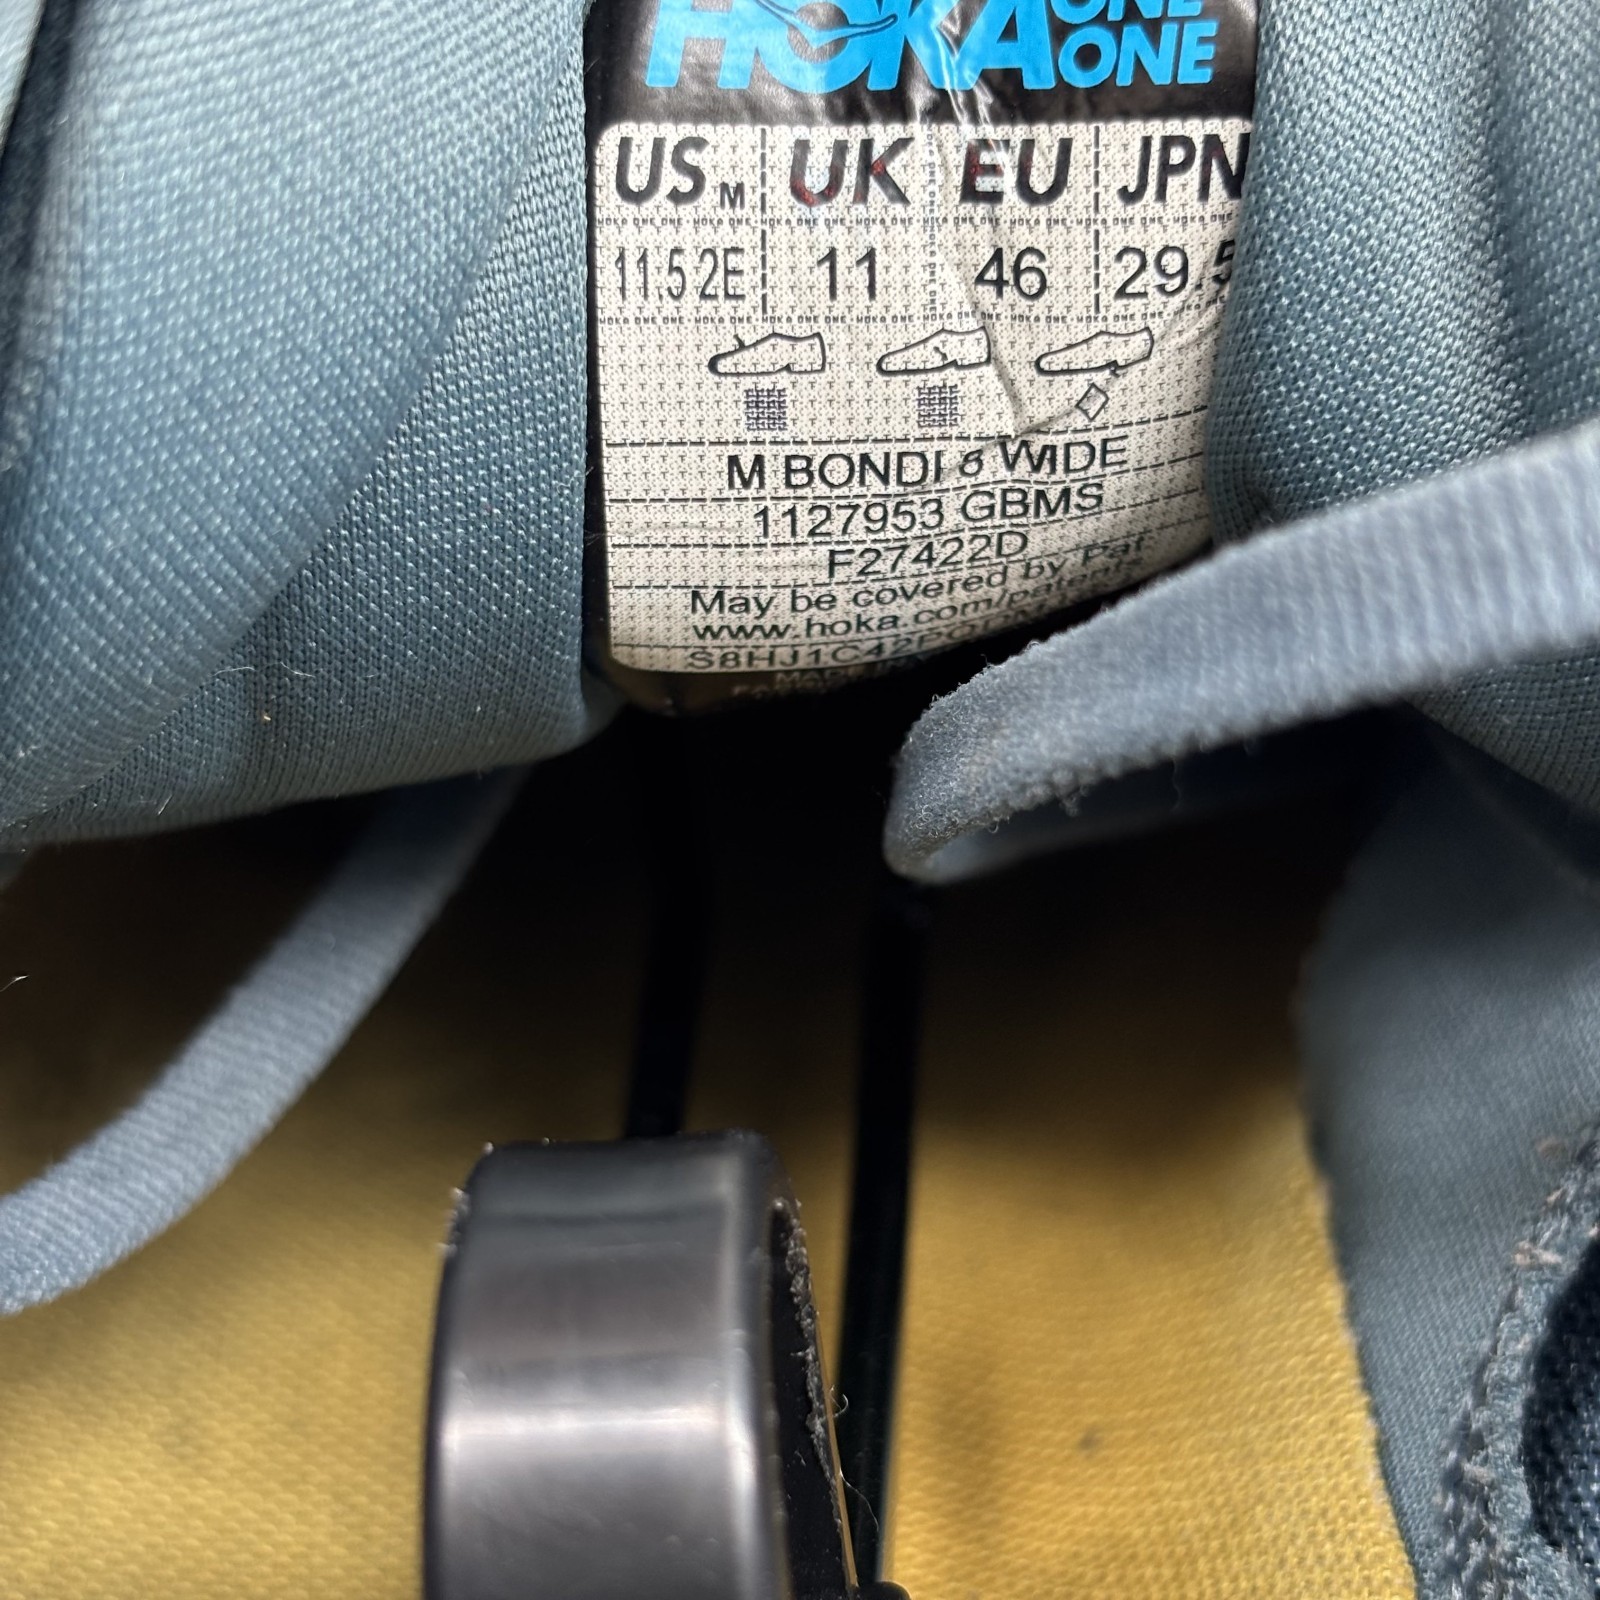 HOKA ONE ONE
US M UK EU JPN
11.5 2E 11 46 29.5
M BONDI 8 WIDE
1127953 GBMS
F27422D
May be covered by Pat
www.hoka.com/patents